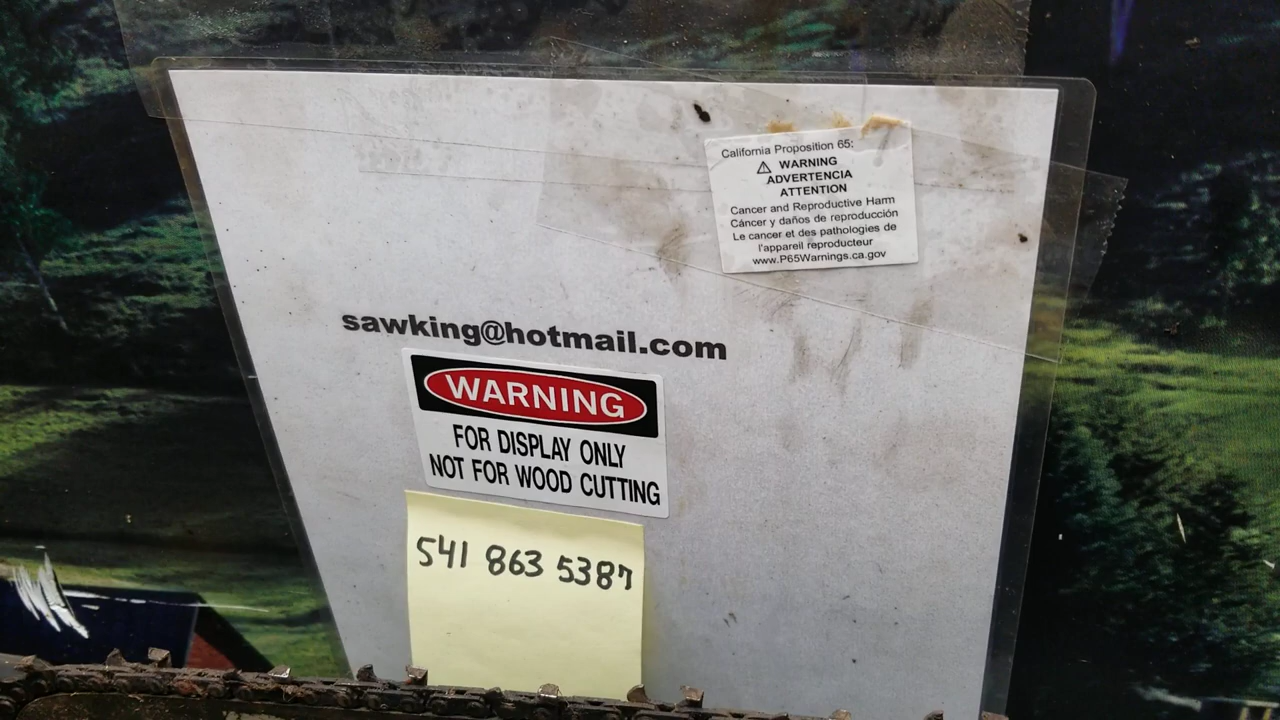 California Proposition 65:
⚠ WARNING
ADVERTENCIA
ATTENTION
Cancer and Reproductive Harm
Cáncer y daños de reproducción
Le cancer et des pathologies de
l'appareil reproducteur
www.P65Warnings.ca.gov
sawking@hotmail.com
WARNING
FOR DISPLAY ONLY
NOT FOR WOOD CUTTING
541 863 5387